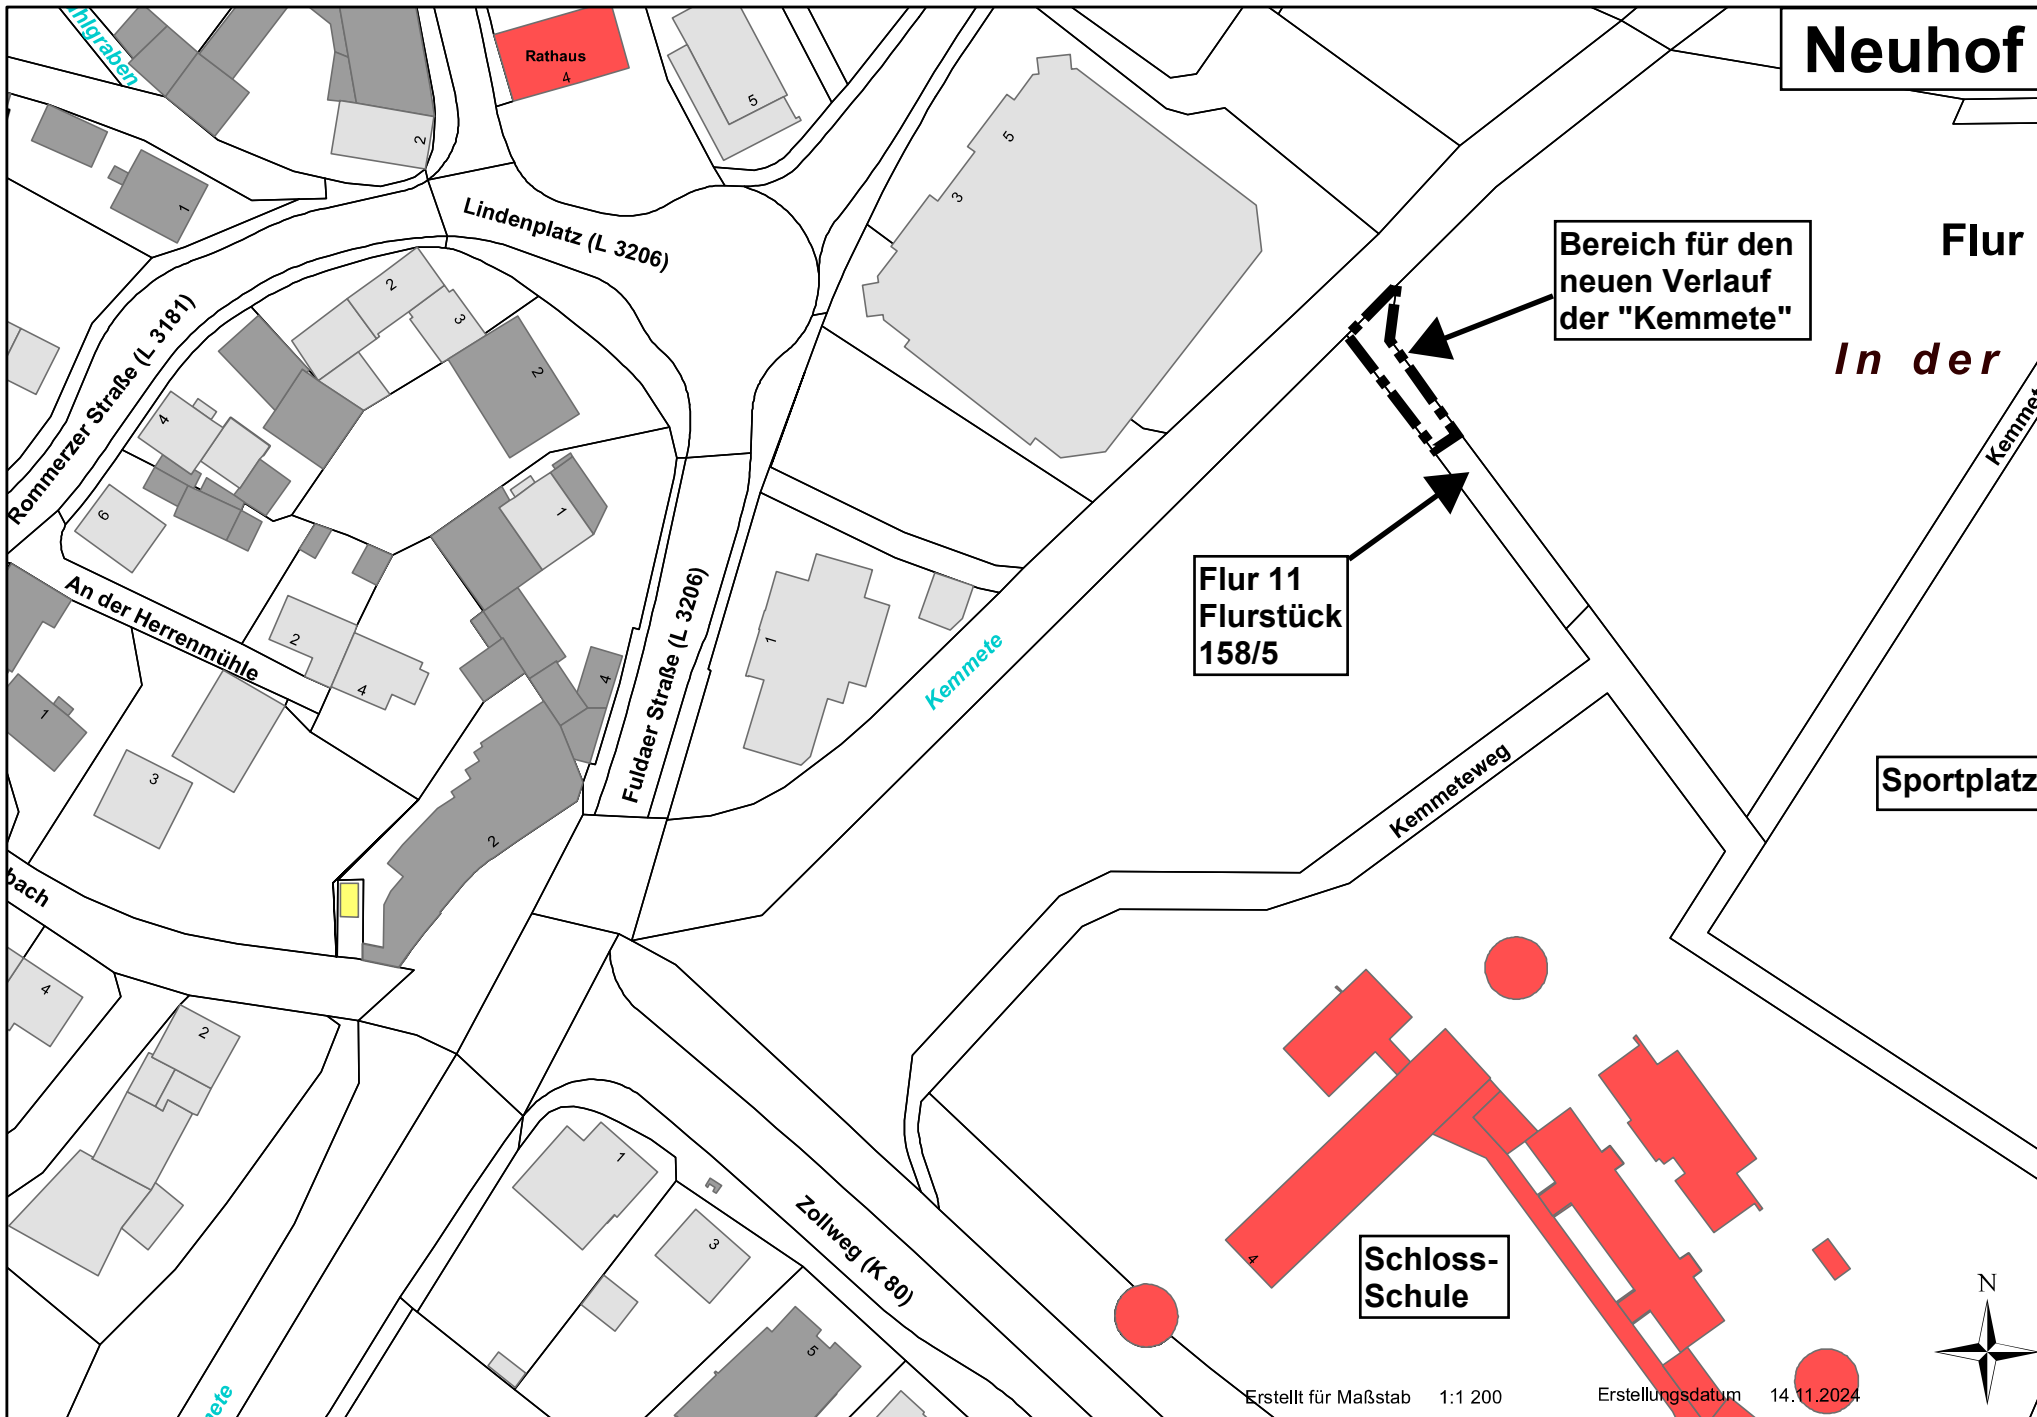 Neuhof
Rathaus
4
5
2
1
Lindenplatz (L 3206)
5
3
Flur
Bereich für den
neuen Verlauf
der "Kemmete"
In der
Rommerzer Straße (L 3181)
2
3
2
4
6
1
An der Herrenmühle
2
4
4
Fuldaer Straße (L 3206)
1
Flur 11
Flurstück
158/5
Kemmete
Kemmeteweg
Sportplatz
1
3
2
bach
4
2
1
3
Zollweg (K 80)
5
4
Schloss-
Schule
N
Erstellt für Maßstab 1:1 200
Erstellungsdatum 14.11.2024